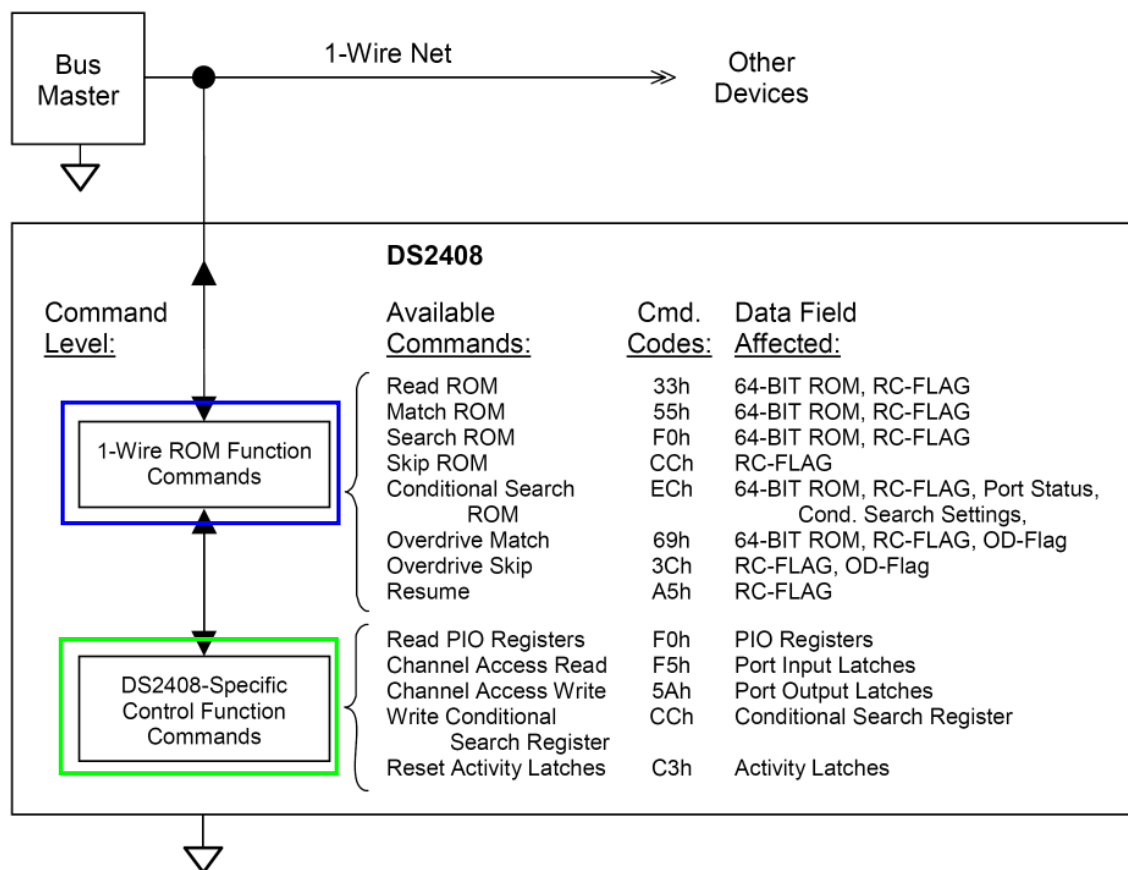 Bus
Master
1-Wire Net
Other
Devices
DS2408
Command
Level:
Available
Commands:
Cmd.
Codes:
Data Field
Affected:
1-Wire ROM Function
Commands
Read ROM 33h 64-BIT ROM, RC-FLAG
Match ROM 55h 64-BIT ROM, RC-FLAG
Search ROM F0h 64-BIT ROM, RC-FLAG
Skip ROM CCh RC-FLAG
Conditional Search ECh 64-BIT ROM, RC-FLAG, Port Status,
ROM Cond. Search Settings,
Overdrive Match 69h 64-BIT ROM, RC-FLAG, OD-Flag
Overdrive Skip 3Ch RC-FLAG, OD-Flag
Resume A5h RC-FLAG
DS2408-Specific
Control Function
Commands
Read PIO Registers F0h PIO Registers
Channel Access Read F5h Port Input Latches
Channel Access Write 5Ah Port Output Latches
Write Conditional CCh Conditional Search Register
Search Register
Reset Activity Latches C3h Activity Latches